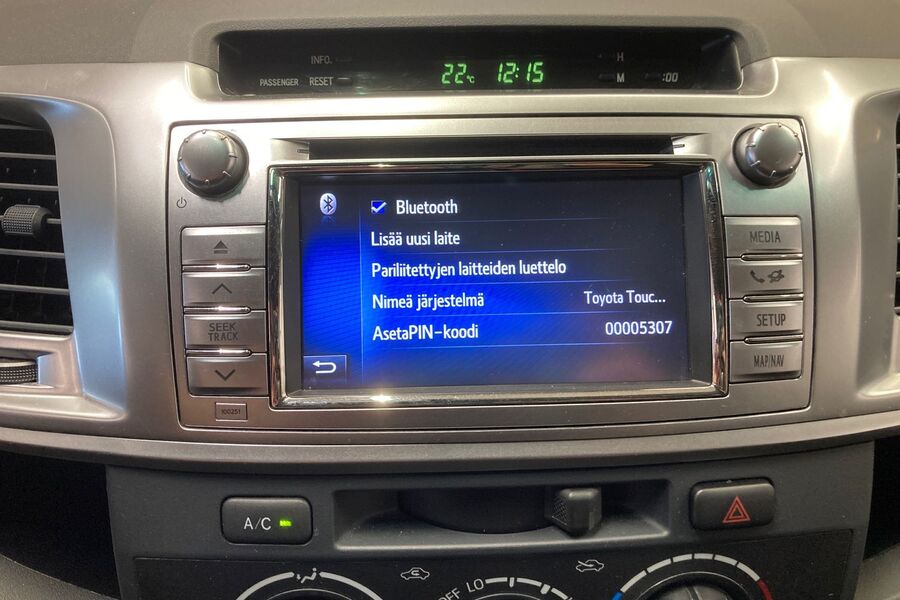 INFO.
H
PASSENGER RESET
22°C 12:15
M
:00
Bluetooth
Lisää uusi laite
Pariliitettyjen laitteiden luettelo
Nimeä järjestelmä Toyota Touc...
AsetaPIN-koodi 00005307
MEDIA
SEEK
TRACK
SETUP
MAP/NAV
100251
A/C
OFF LO